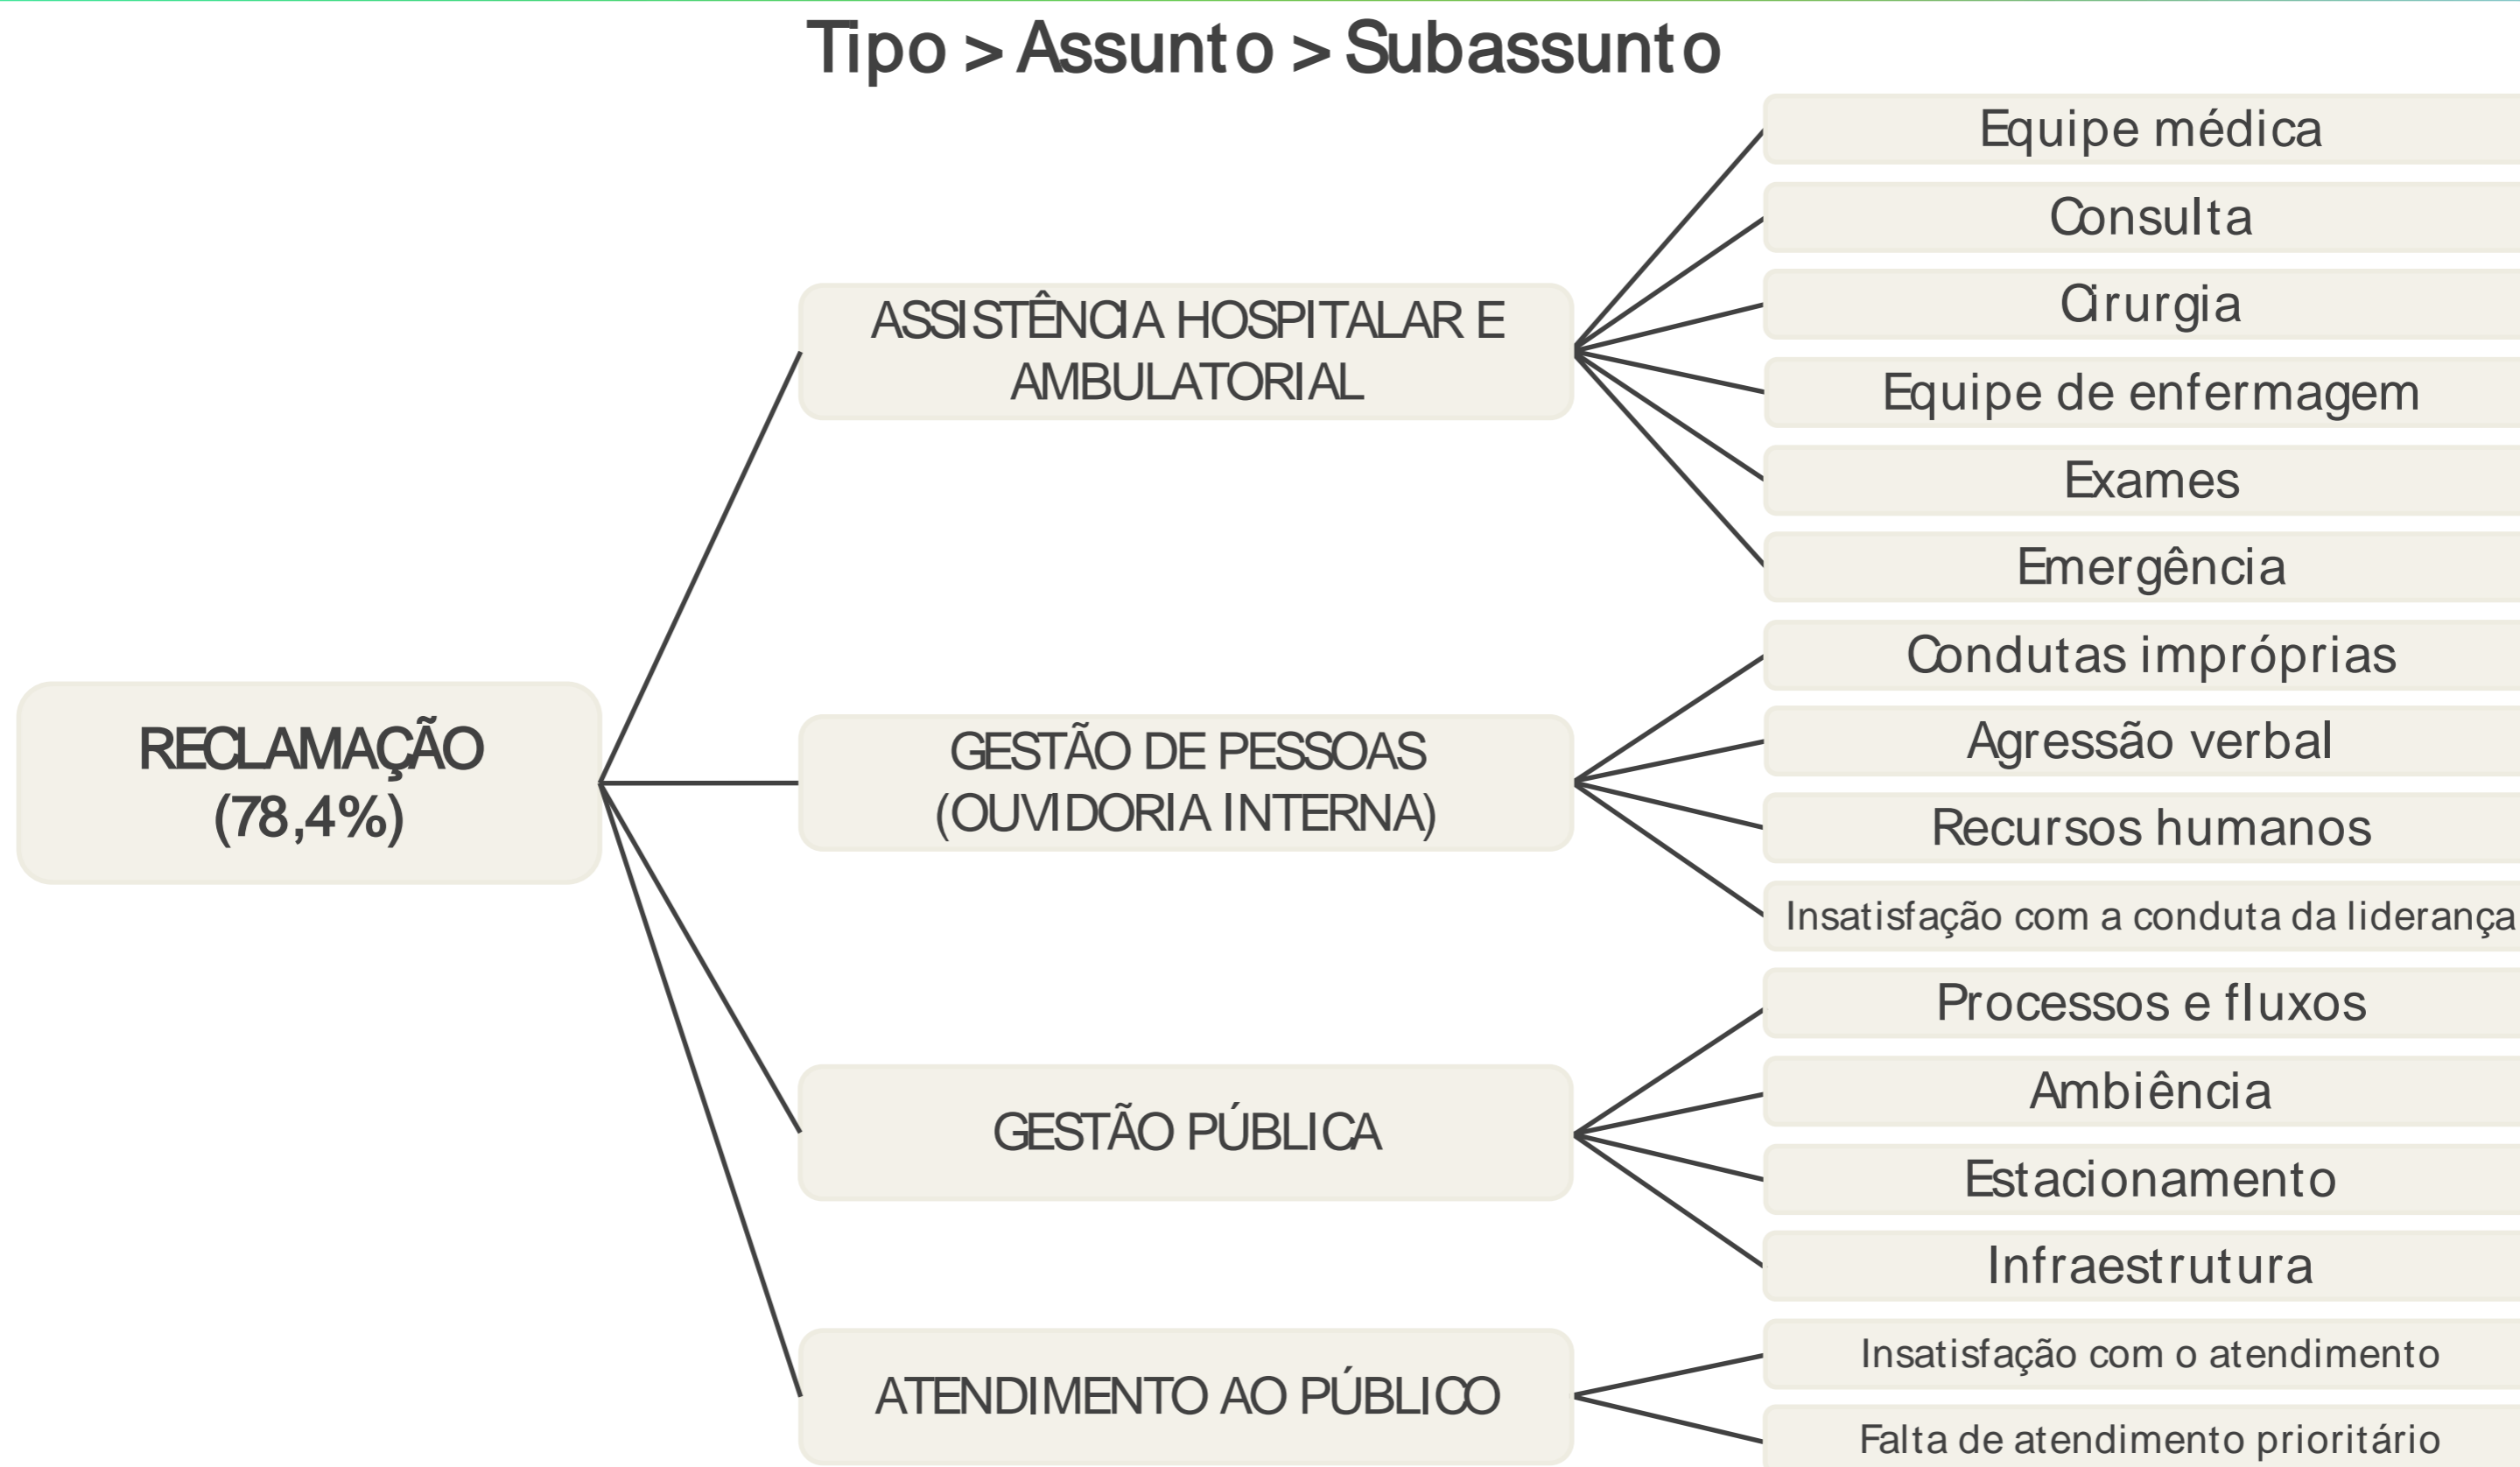 Tipo > Assunto > Subassunto
RECLAMAÇÃO
(78,4%)
ASSISTÊNCIA HOSPITALAR E
AMBULATORIAL
Equipe médica
Consulta
Cirurgia
Equipe de enfermagem
Exames
Emergência
GESTÃO DE PESSOAS
(OUVIDORIA INTERNA)
Condutas impróprias
Agressão verbal
Recursos humanos
Insatisfação com a conduta da liderança
GESTÃO PÚBLICA
Processos e fluxos
Ambiência
Estacionamento
Infraestrutura
ATENDIMENTO AO PÚBLICO
Insatisfação com o atendimento
Falta de atendimento prioritário